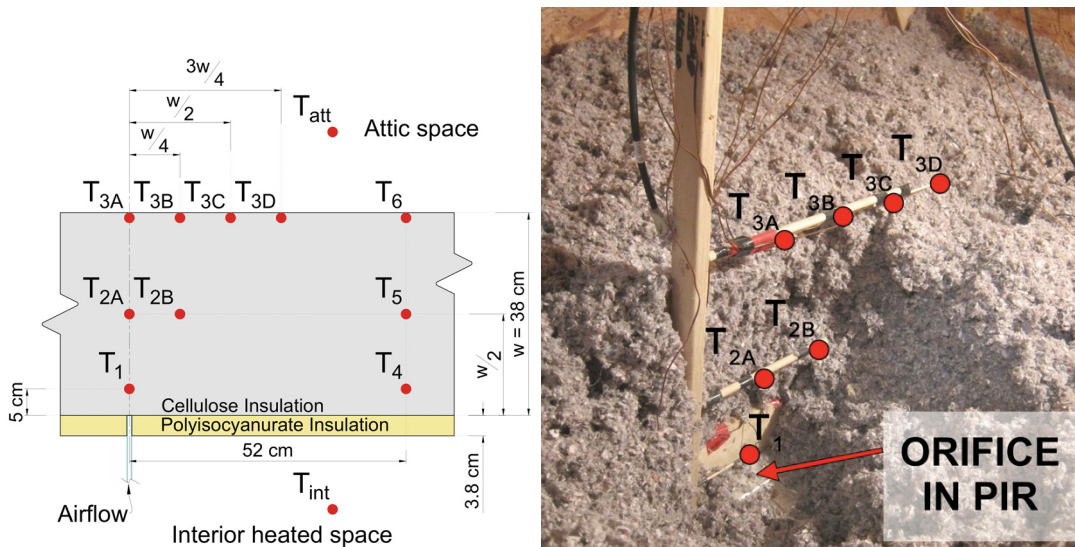 3w/4
w/2
w/4
T_att
Attic space
T_3A T_3B T_3C T_3D T_6
T_2A T_2B T_5
T_1 T_4
w = 38 cm
w/2
5 cm
Cellulose Insulation
Polyisocyanurate Insulation
52 cm
3.8 cm
Airflow
T_int
Interior heated space
T_3D
T_3C
T_3B
T_3A
T_2B
T_2A
T_1
ORIFICE
IN PIR